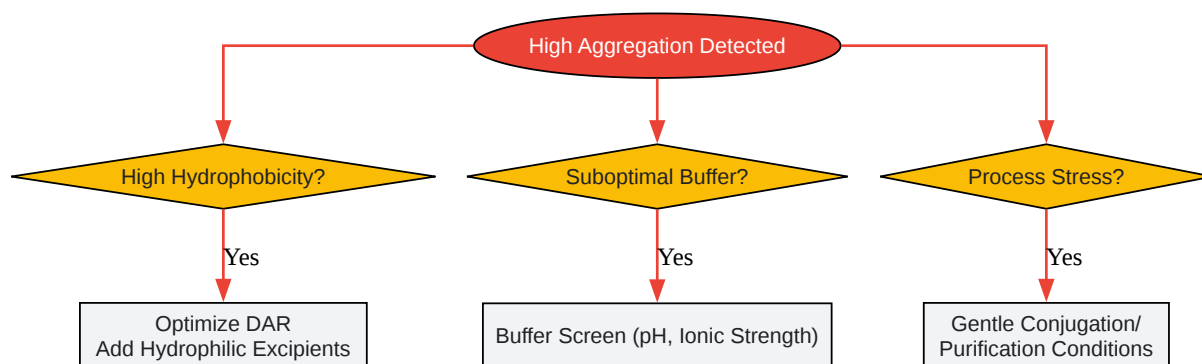 High Aggregation Detected
High Hydrophobicity?
Suboptimal Buffer?
Process Stress?
Yes
Yes
Yes
Optimize DAR
Add Hydrophilic Excipients
Buffer Screen (pH, Ionic Strength)
Gentle Conjugation/
Purification Conditions